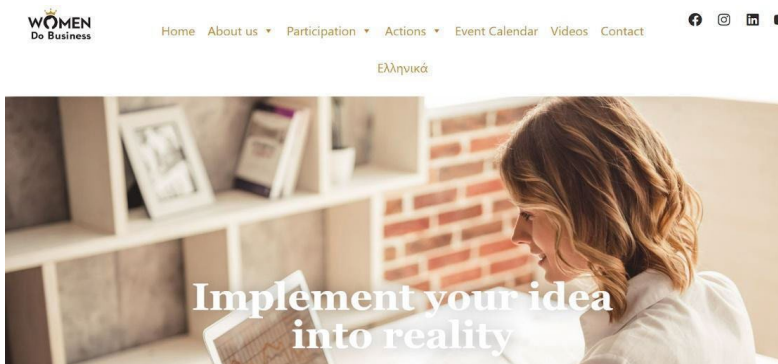 WOMEN
Do Business
Home About us Participation Actions Event Calendar Videos Contact
Ελληνικά
Implement your idea
into reality